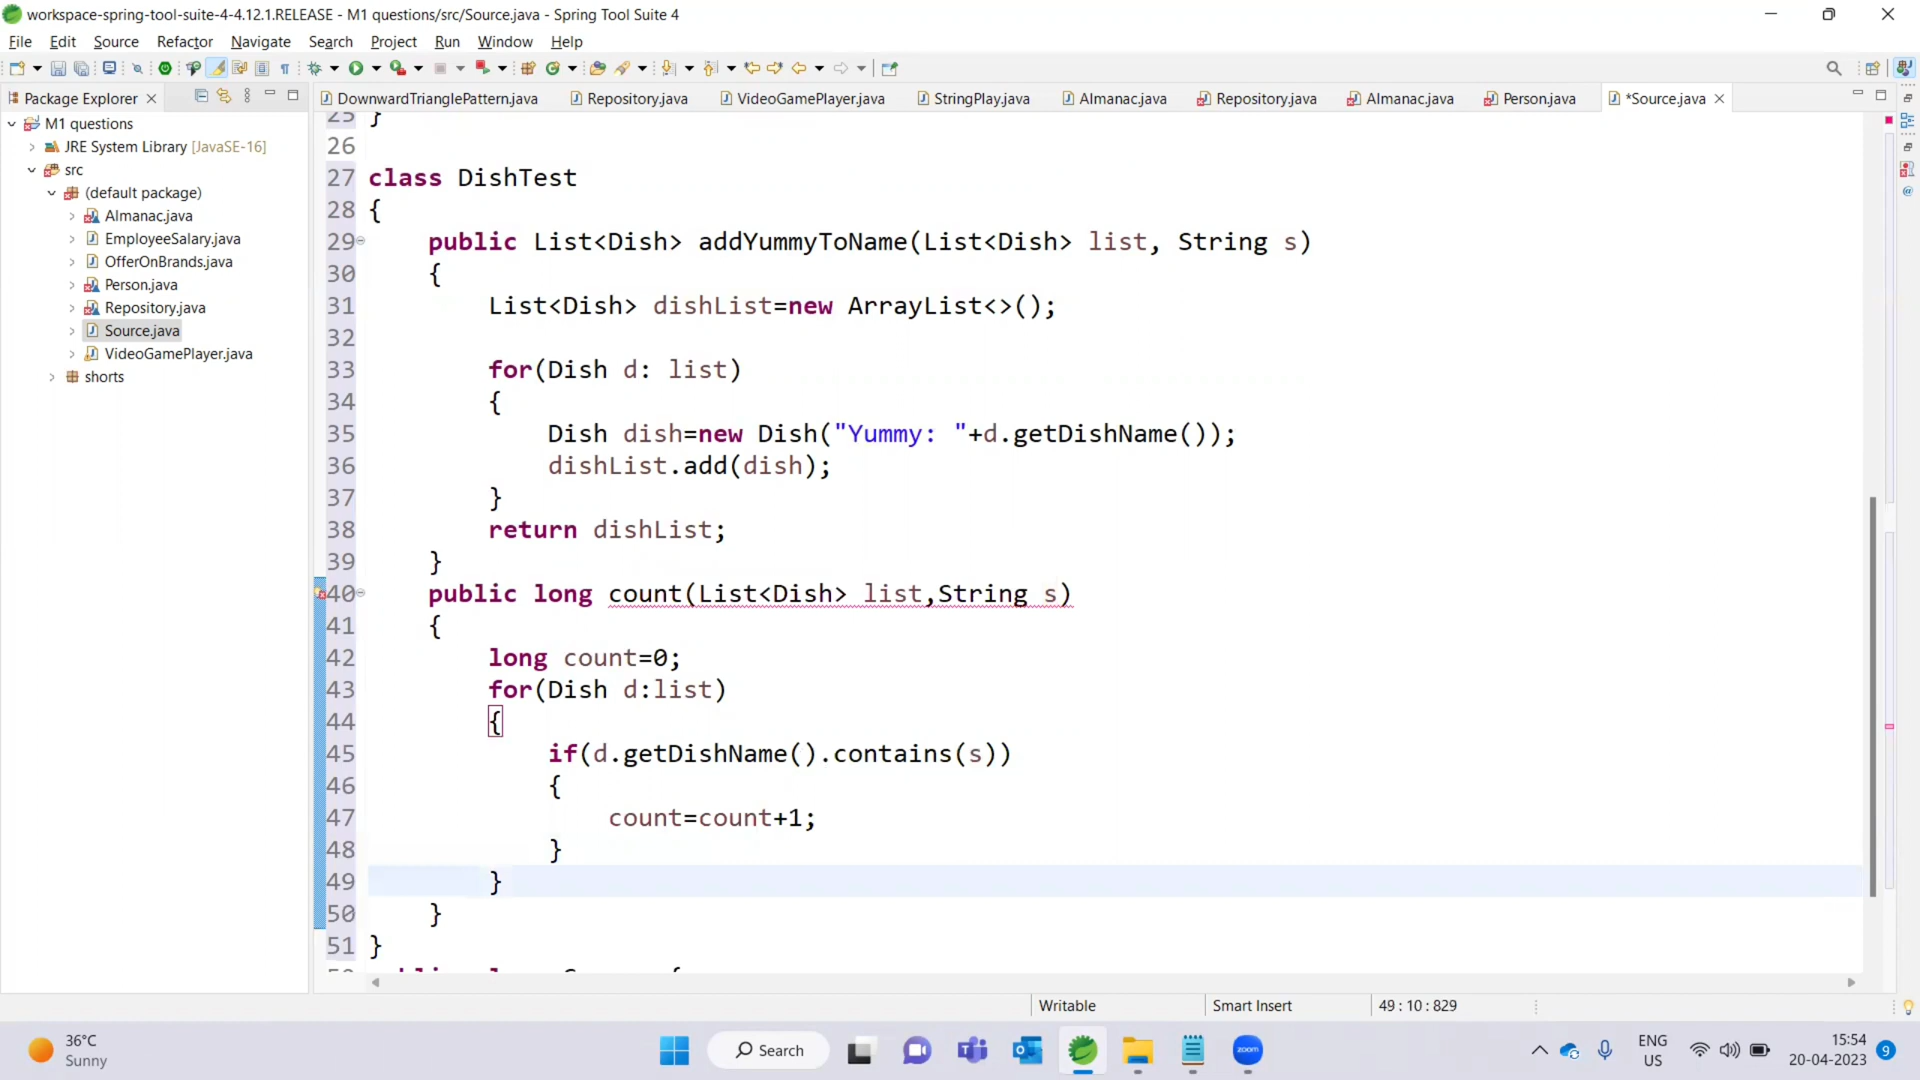 workspace-spring-tool-suite-4-4.12.1.RELEASE - M1 questions/src/Source.java - Spring Tool Suite 4
File Edit Source Refactor Navigate Search Project Run Window Help
Package Explorer
DownwardTrianglePattern.java Repository.java VideoGamePlayer.java StringPlay.java Almanac.java Repository.java Almanac.java Person.java *Source.java
M1 questions
JRE System Library [JavaSE-16]
src
(default package)
Almanac.java
EmployeeSalary.java
OfferOnBrands.java
Person.java
Repository.java
Source.java
VideoGamePlayer.java
shorts
25 }
26
27 class DishTest
28 {
29 public List<Dish> addYummyToName(List<Dish> list, String s)
30 {
31 List<Dish> dishList=new ArrayList<>();
32
33 for(Dish d: list)
34 {
35 Dish dish=new Dish("Yummy: "+d.getDishName());
36 dishList.add(dish);
37 }
38 return dishList;
39 }
40 public long count(List<Dish> list,String s)
41 {
42 long count=0;
43 for(Dish d:list)
44 {
45 if(d.getDishName().contains(s))
46 {
47 count=count+1;
48 }
49 }
50 }
51 }
Writable Smart Insert 49 : 10 : 829
36°C
Sunny
Search
zoom
ENG
US
15:54
20-04-2023
9